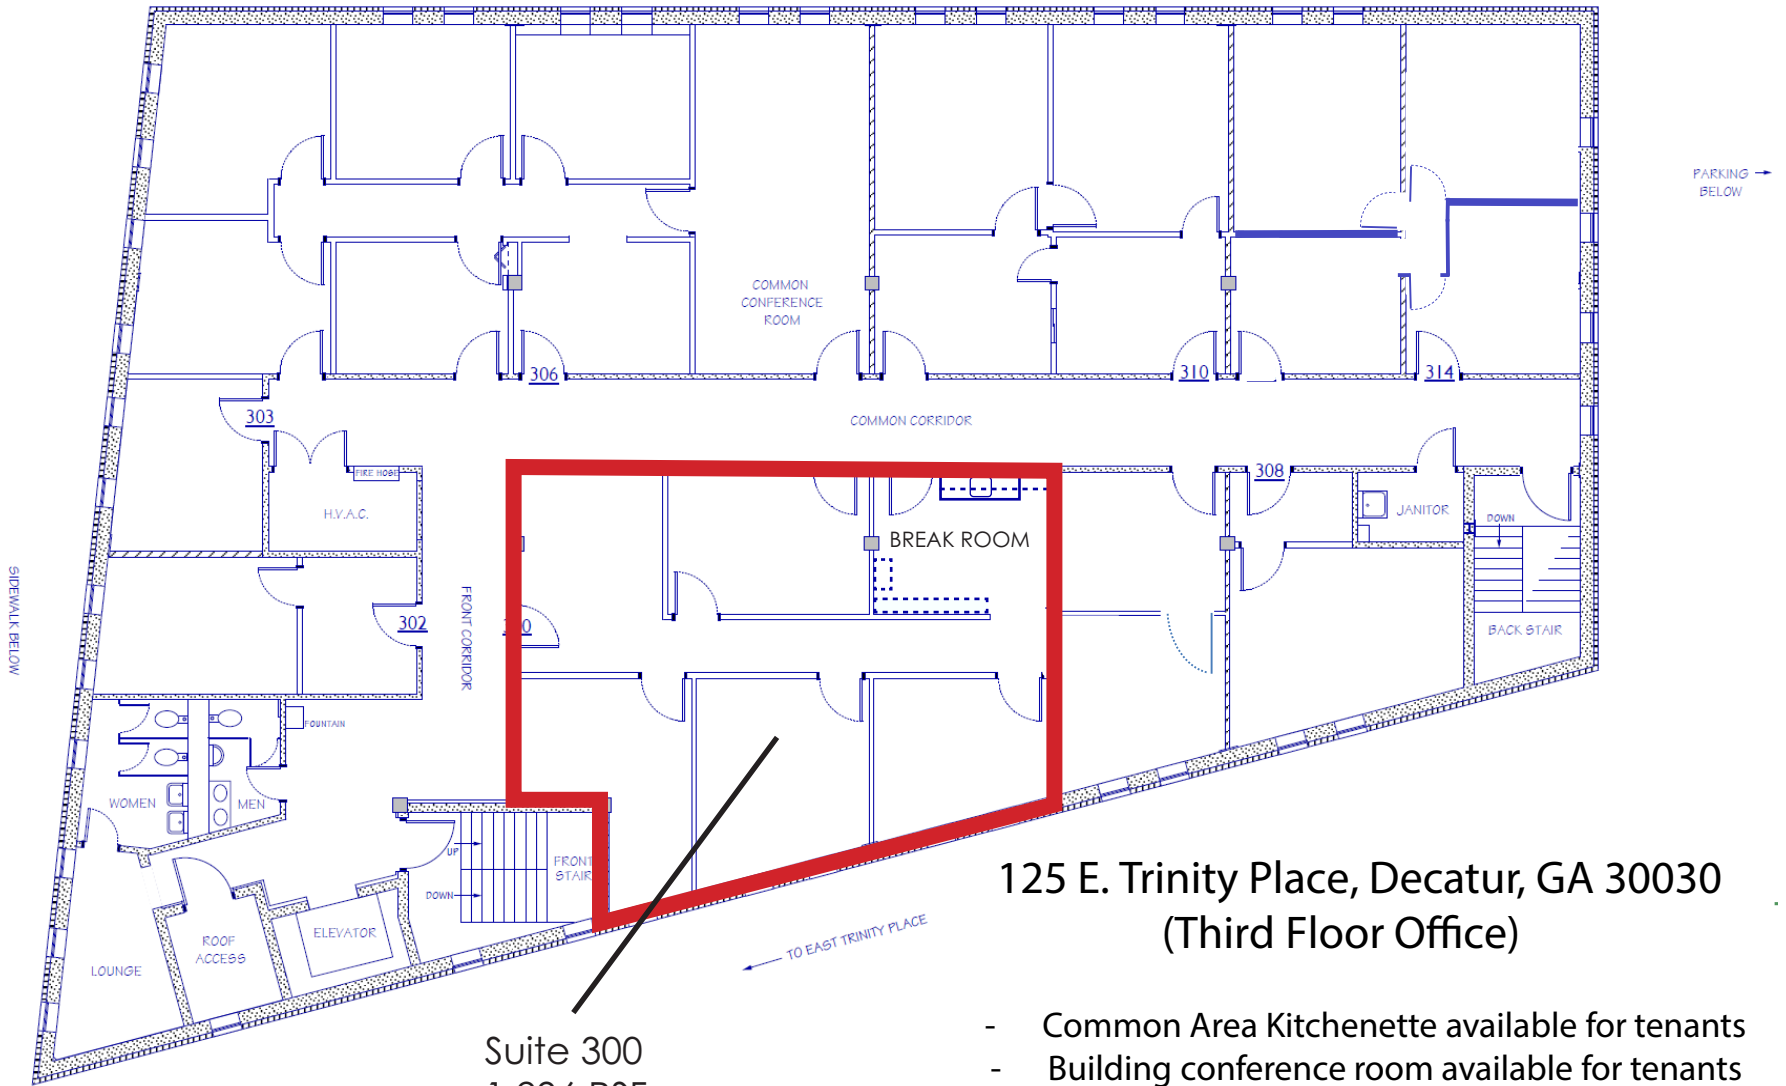 PARKING
BELOW
COMMON
CONFERENCE
ROOM
306
310
314
303
COMMON CORRIDOR
FIRE HOSE
308
H.V.A.C.
JANITOR
DOWN
BREAK ROOM
SIDEWALK BELOW
FRONT CORRIDOR
302
BACK STAIR
FOUNTAIN
WOMEN
MEN
UP
FRONT
STAIR
DOWN
ROOF
ACCESS
ELEVATOR
LOUNGE
TO EAST TRINITY PLACE
125 E. Trinity Place, Decatur, GA 30030
(Third Floor Office)
- Common Area Kitchenette available for tenants
- Building conference room available for tenants
Suite 300